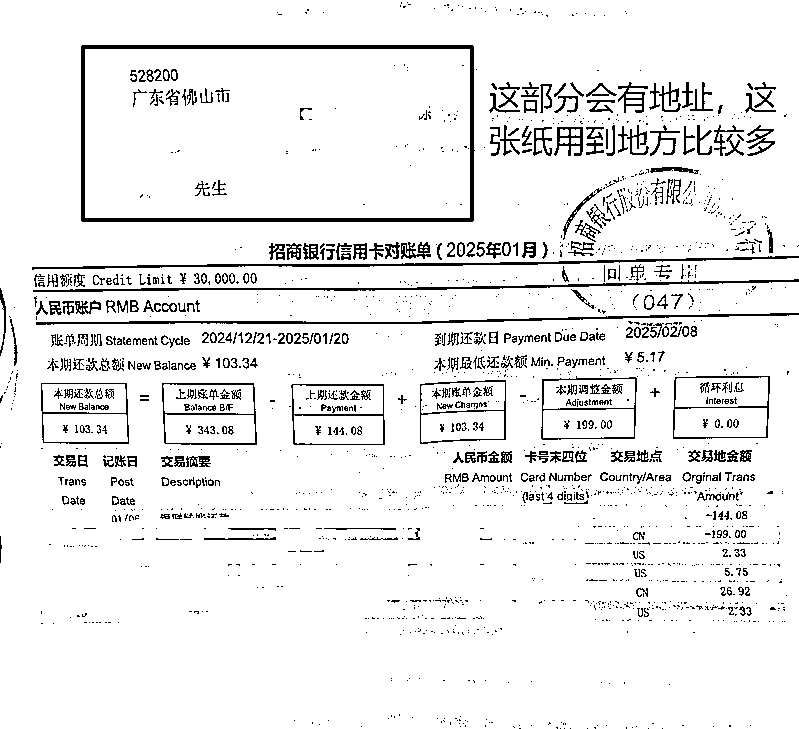 528200
广东省佛山市
先生
这部分会有地址，这
张纸用到地方比较多
招商银行股份有限公
回单专用
(047)
招商银行信用卡对账单(2025年01月)
信用额度 Credit Limit ¥ 30,000.00
人民币账户 RMB Account
账单周期 Statement Cycle 2024/12/21-2025/01/20 到期还款日 Payment Due Date 2025/02/08
本期还款总额 New Balance ¥ 103.34 本期最低还款额 Min. Payment ¥ 5.17
本期还款总额 = 上期账单金额 - 上期还款金额 + 本期账单金额 - 本期调整金额 + 循环利息
New Balance Balance B/F Payment New Charges Adjustment Interest
¥ 103.34 ¥ 343.08 ¥ 144.08 ¥ 103.34 ¥ 199.00 ¥ 0.00
交易日 记账日 交易摘要 人民币金额 卡号末四位 交易地点 交易地金额
Trans Post Description RMB Amount Card Number Country/Area Orginal Trans
Date Date (last 4 digits) Amount
-144.08
CN -199.00
US 2.33
US 5.75
CN 26.92
US 2.33